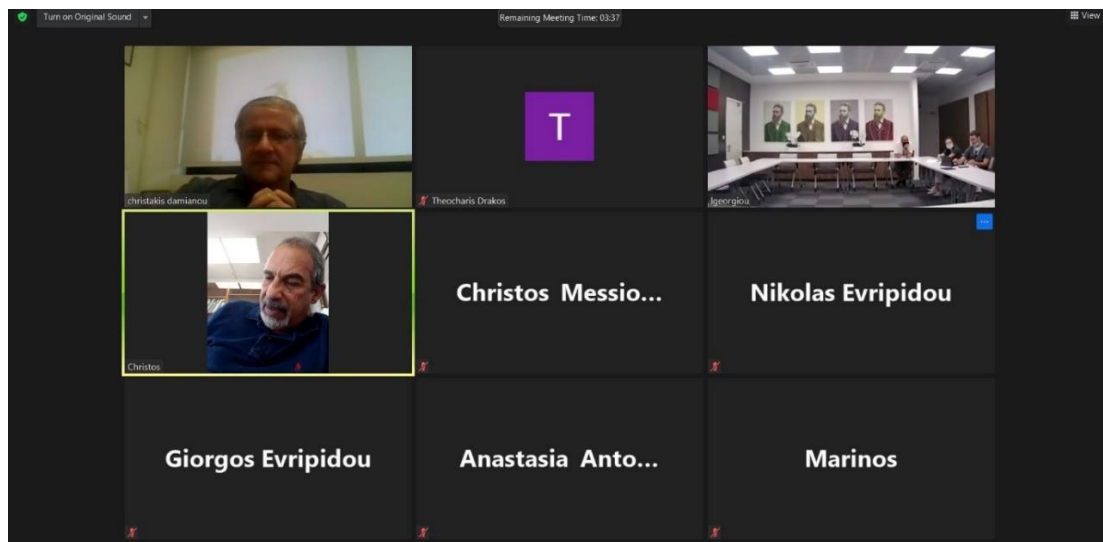 Turn on Original Sound
Remaining Meeting Time: 03:37
View
christakis damianou
T
Theocharis Drakos
lgeorgiou
Christos
Christos Messio...
Nikolas Evripidou
...
Giorgos Evripidou
Anastasia Anto...
Marinos